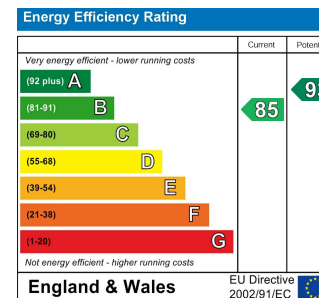 Energy Efficiency Rating
Current
Very energy efficient - lower running costs
(92 plus) A
(81-91) B
(69-80) C
(55-68) D
(39-54) E
(21-38) F
(1-20) G
85
Not energy efficient - higher running costs
England & Wales
EU Directive
2002/91/EC